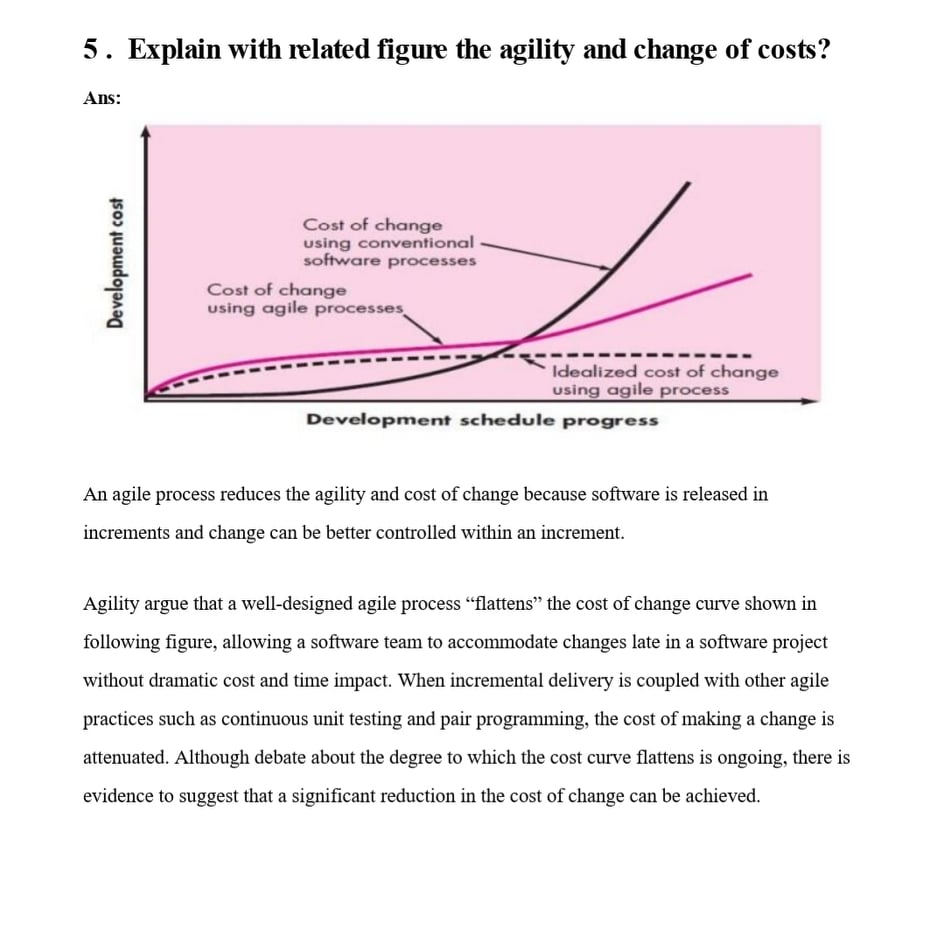 5 . Explain with related figure the agility and change of costs?
Ans:
Development cost
Cost of change
using conventional
software processes
Cost of change
using agile processes
Idealized cost of change
using agile process
Development schedule progress
An agile process reduces the agility and cost of change because software is released in
increments and change can be better controlled within an increment.
Agility argue that a well-designed agile process “flattens” the cost of change curve shown in
following figure, allowing a software team to accommodate changes late in a software project
without dramatic cost and time impact. When incremental delivery is coupled with other agile
practices such as continuous unit testing and pair programming, the cost of making a change is
attenuated. Although debate about the degree to which the cost curve flattens is ongoing, there is
evidence to suggest that a significant reduction in the cost of change can be achieved.